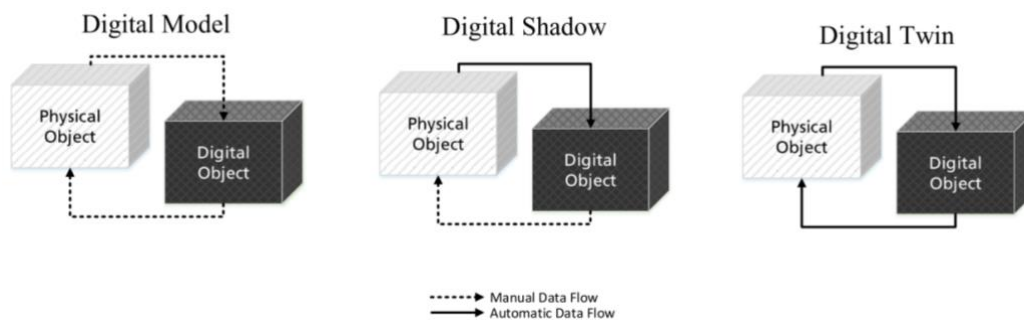 Digital Model
Digital Shadow
Digital Twin
Physical
Object
Digital
Object
Physical
Object
Digital
Object
Physical
Object
Digital
Object
Manual Data Flow
Automatic Data Flow